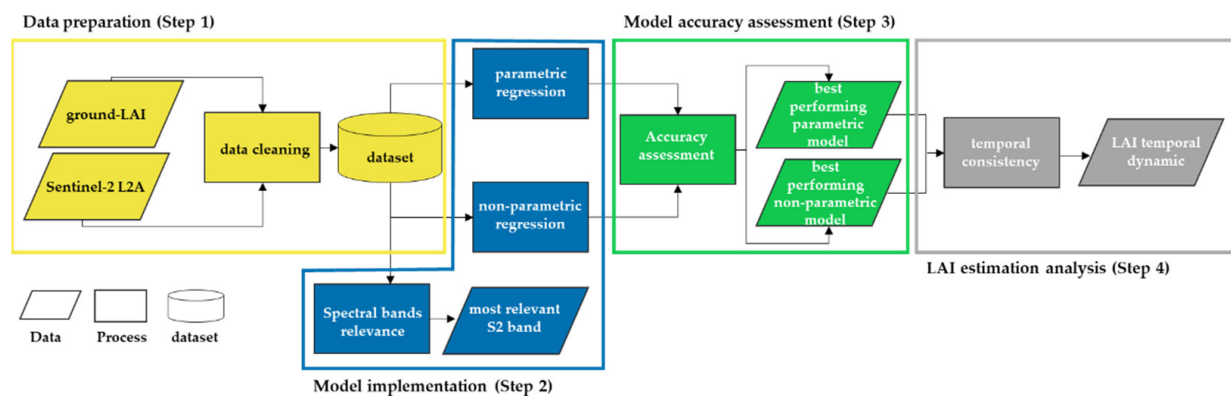 Data preparation (Step 1)
Model accuracy assessment (Step 3)
ground-LAI
Sentinel-2 L2A
data cleaning
dataset
parametric
regression
non-parametric
regression
Spectral bands
relevance
most relevant
S2 band
Accuracy
assessment
best
performing
parametric
model
best
performing
non-parametric
model
temporal
consistency
LAI temporal
dynamic
LAI estimation analysis (Step 4)
Data
Process
dataset
Model implementation (Step 2)